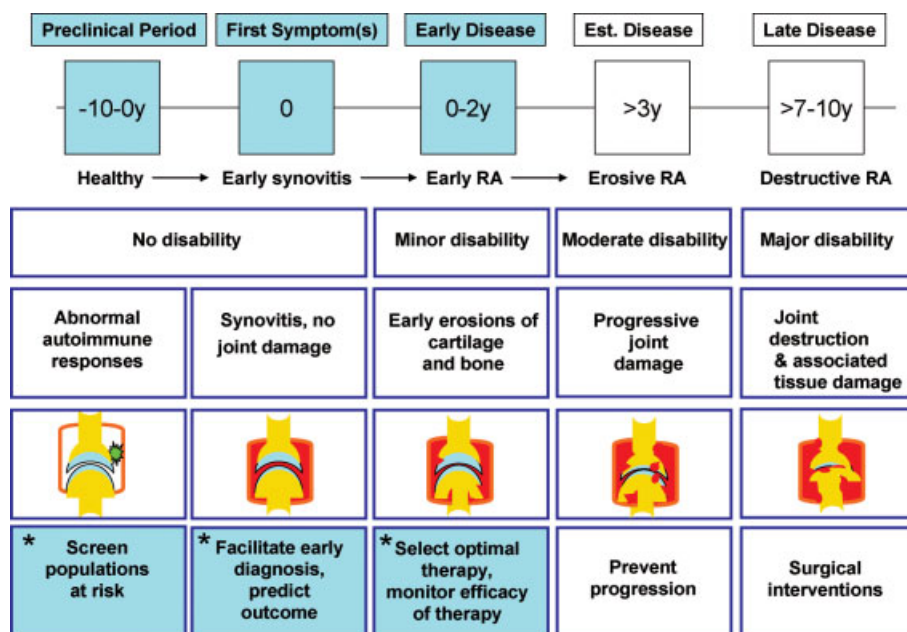 Preclinical Period First Symptom(s) Early Disease Est. Disease Late Disease
-10-0y 0 0-2y >3y >7-10y
Healthy Early synovitis Early RA Erosive RA Destructive RA
No disability Minor disability Moderate disability Major disability
Abnormal
autoimmune
responses
Synovitis, no
joint damage
Early erosions of
cartilage
and bone
Progressive
joint
damage
Joint
destruction
& associated
tissue damage
* Screen
populations
at risk
* Facilitate early
diagnosis,
predict
outcome
* Select optimal
therapy,
monitor efficacy
of therapy
Prevent
progression
Surgical
interventions